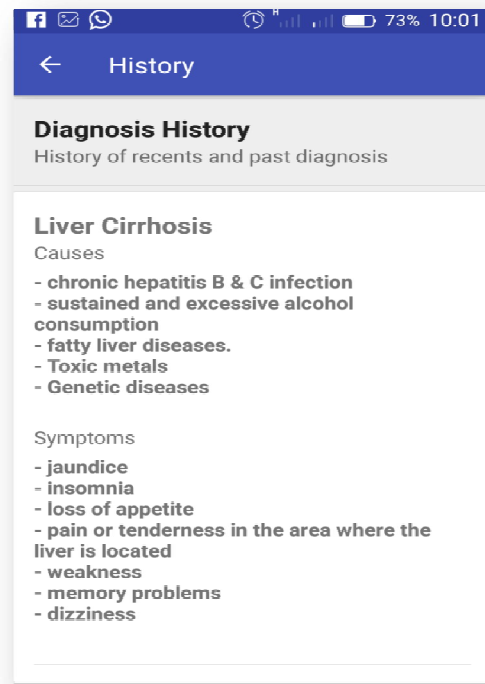 H 73% 10:01
History
Diagnosis History
History of recents and past diagnosis
Liver Cirrhosis
Causes
- chronic hepatitis B & C infection
- sustained and excessive alcohol
consumption
- fatty liver diseases.
- Toxic metals
- Genetic diseases
Symptoms
- jaundice
- insomnia
- loss of appetite
- pain or tenderness in the area where the
liver is located
- weakness
- memory problems
- dizziness